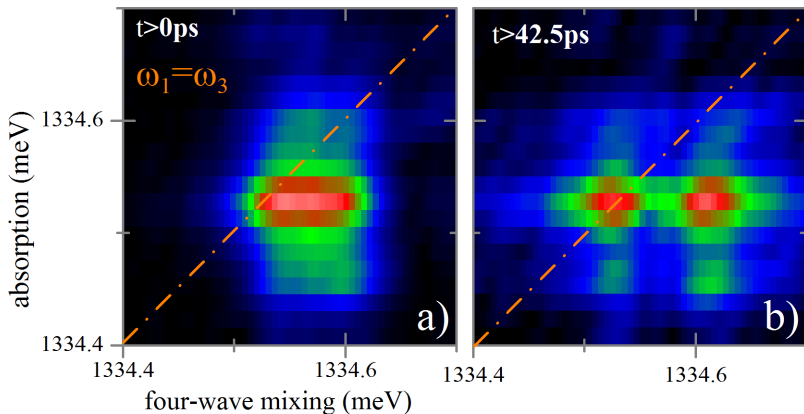 t>0ps
t>42.5ps
ω₁=ω₃
1334.6
absorption (meV)
a)
b)
1334.4
1334.4
1334.6
1334.4
1334.6
four-wave mixing (meV)